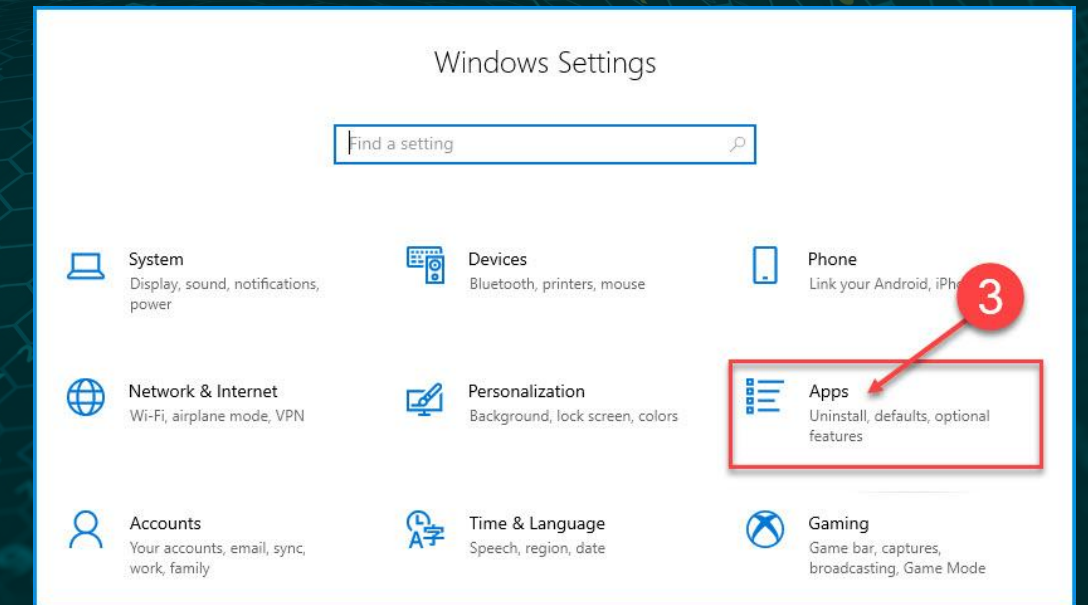 Windows Settings
Find a setting
System
Display, sound, notifications,
power
Devices
Bluetooth, printers, mouse
Phone
Link your Android,
3
Network & Internet
Wi-Fi, airplane mode, VPN
Personalization
Background, lock screen, colors
Apps
Uninstall, defaults, optional
features
Accounts
Your accounts, email, sync,
work, family
Time & Language
Speech, region, date
Gaming
Game bar, captures,
broadcasting, Game Mode